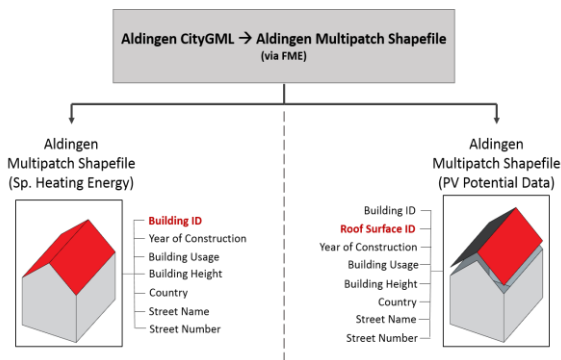 Aldingen CityGML → Aldingen Multipatch Shapefile
(via FME)
Aldingen
Multipatch Shapefile
(Sp. Heating Energy)
Building ID
Year of Construction
Building Usage
Building Height
Country
Street Name
Street Number
Aldingen
Multipatch Shapefile
(PV Potential Data)
Building ID
Roof Surface ID
Year of Construction
Building Usage
Building Height
Country
Street Name
Street Number